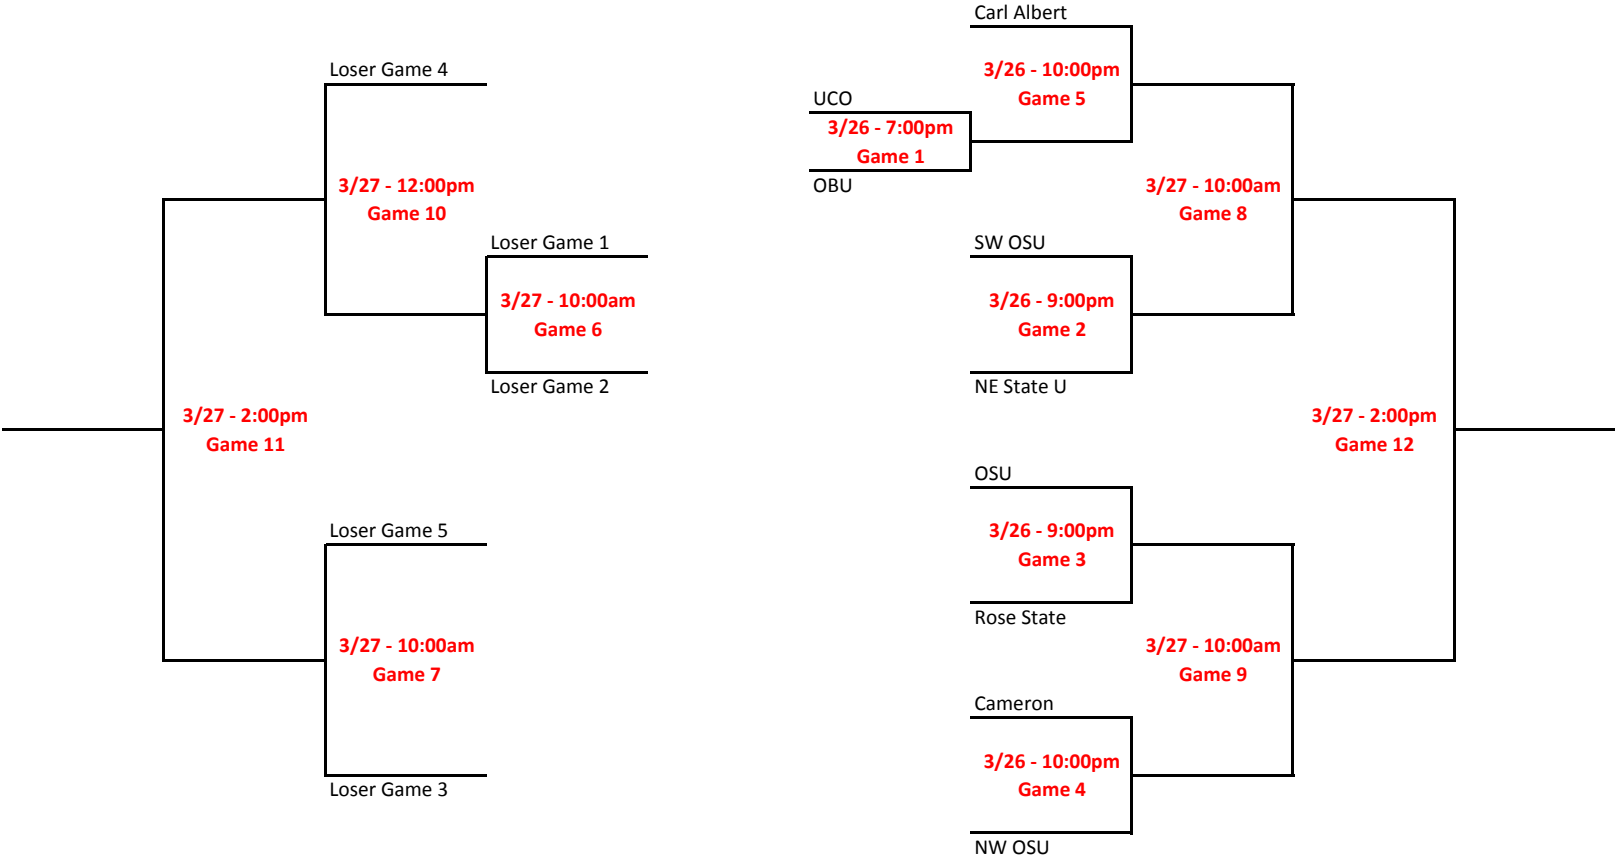 Carl Albert
Loser Game 4
3/26 - 10:00pm
Game 5
UCO
3/26 - 7:00pm
Game 1
OBU
3/27 - 12:00pm
Game 10
3/27 - 10:00am
Game 8
Loser Game 1
SW OSU
3/27 - 10:00am
Game 6
3/26 - 9:00pm
Game 2
Loser Game 2
NE State U
3/27 - 2:00pm
Game 11
3/27 - 2:00pm
Game 12
OSU
Loser Game 5
3/26 - 9:00pm
Game 3
Rose State
3/27 - 10:00am
Game 7
3/27 - 10:00am
Game 9
Cameron
3/26 - 10:00pm
Game 4
Loser Game 3
NW OSU